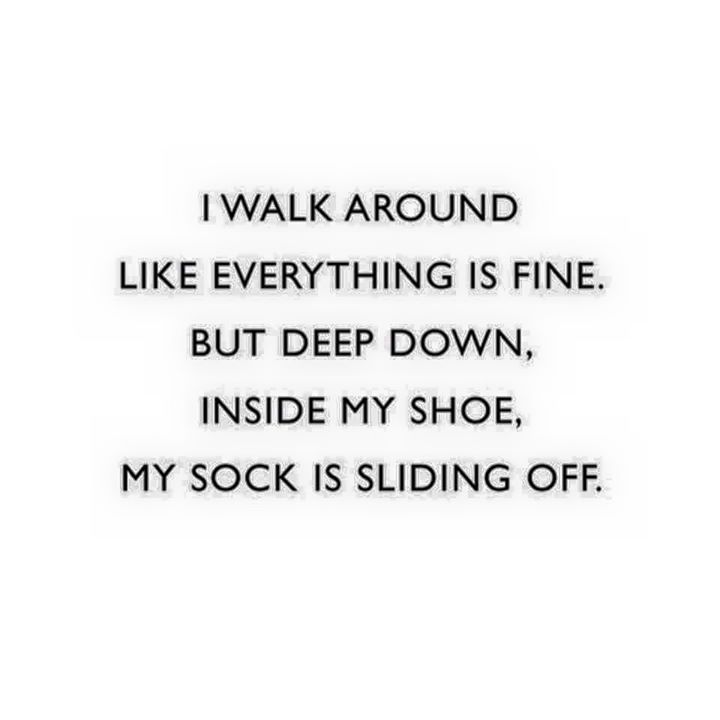 I WALK AROUND
LIKE EVERYTHING IS FINE.
BUT DEEP DOWN,
INSIDE MY SHOE,
MY SOCK IS SLIDING OFF.